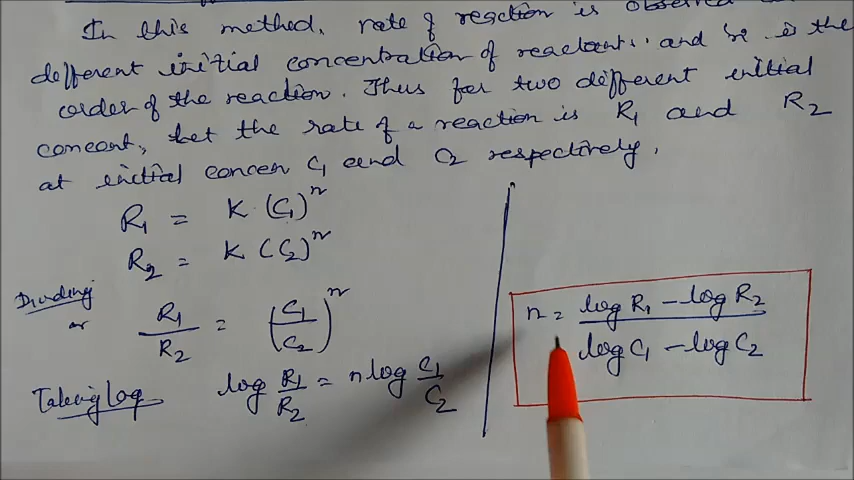 In this method, rate of reaction is observed
different initial concentration of reactants. and 'n' is the
order of the reaction. Thus for two different initial
concent., Let the rate of a reaction is R₁ and R₂
at initial concen C₁ and C₂ respectively.
R₁ = K (C₁)ⁿ
R₂ = K (C₂)ⁿ
Dividing
or R₁/R₂ = (C₁/C₂)ⁿ
Taking Log log R₁/R₂ = n log C₁/C₂
n = (log R₁ - log R₂)/(log C₁ - log C₂)